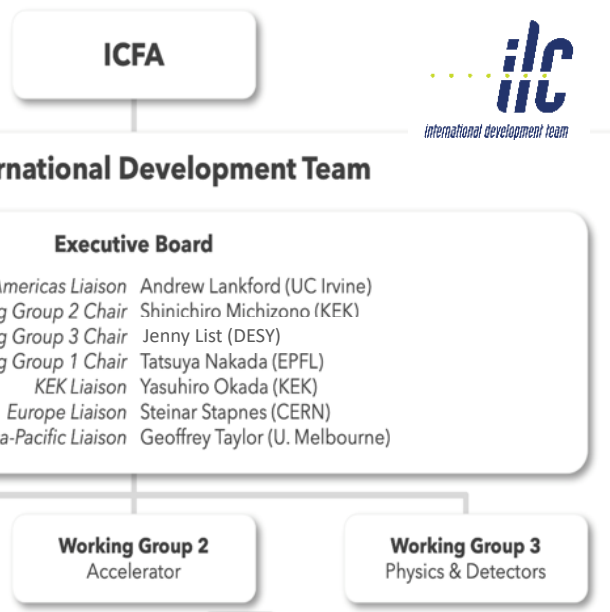 ICFA
ilc
international development team
rnational Development Team
Executive Board
Americas Liaison Andrew Lankford (UC Irvine)
g Group 2 Chair Shinichiro Michizono (KEK)
g Group 3 Chair Jenny List (DESY)
g Group 1 Chair Tatsuya Nakada (EPFL)
KEK Liaison Yasuhiro Okada (KEK)
Europe Liaison Steinar Stapnes (CERN)
a-Pacific Liaison Geoffrey Taylor (U. Melbourne)
Working Group 2
Accelerator
Working Group 3
Physics & Detectors